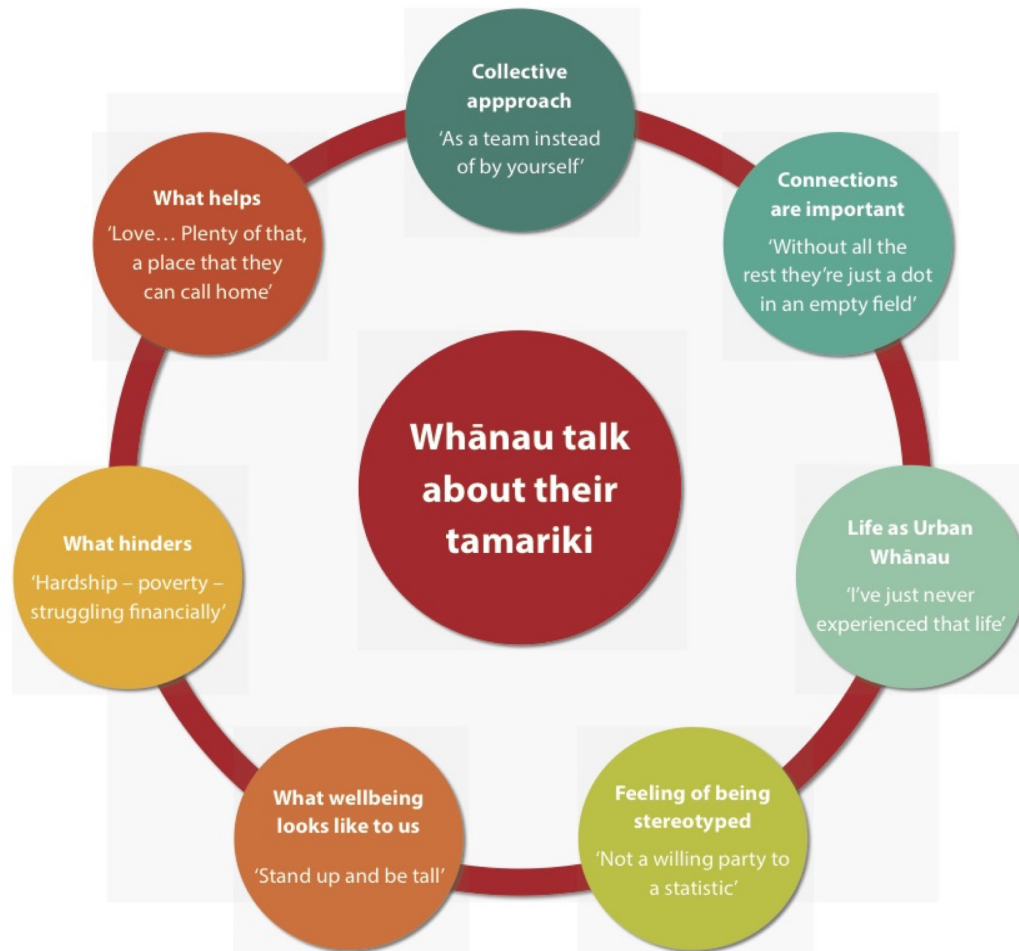 Collective
appproach
‘As a team instead
of by yourself’
Connections
are important
‘Without all the
rest they’re just a dot
in an empty field’
Life as Urban
Whānau
‘I’ve just never
experienced that life’
Feeling of being
stereotyped
‘Not a willing party to
a statistic’
What wellbeing
looks like to us
‘Stand up and be tall’
What hinders
‘Hardship – poverty –
struggling financially’
What helps
‘Love… Plenty of that,
a place that they
can call home’
Whānau talk
about their
tamariki